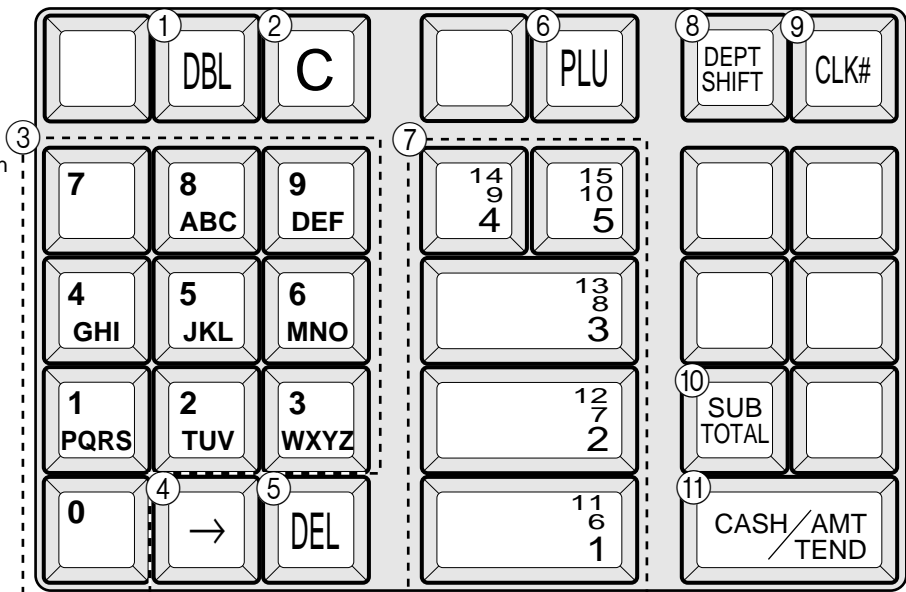 ① ② ⑥ ⑧ ⑨
DBL C PLU DEPT SHIFT CLK#
③ ⑦
7 8 ABC 9 DEF 14 9 4 15 10 5
4 GHI 5 JKL 6 MNO 13 8 3
⑩
1 PQRS 2 TUV 3 WXYZ 12 7 2 SUB TOTAL
④ ⑤ ⑪
0 → DEL 11 6 1 CASH/AMT TEND